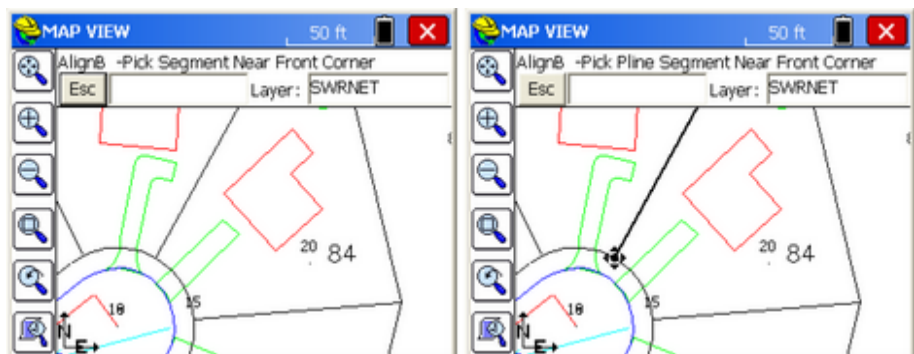 MAP VIEW 50 ft
AlignB -Pick Segment Near Front Corner
Esc Layer: SWRNET
20 84
18 15
N
E
MAP VIEW 50 ft
AlignB -Pick Pline Segment Near Front Corner
Esc Layer: SWRNET
20 84
18 15
N
E